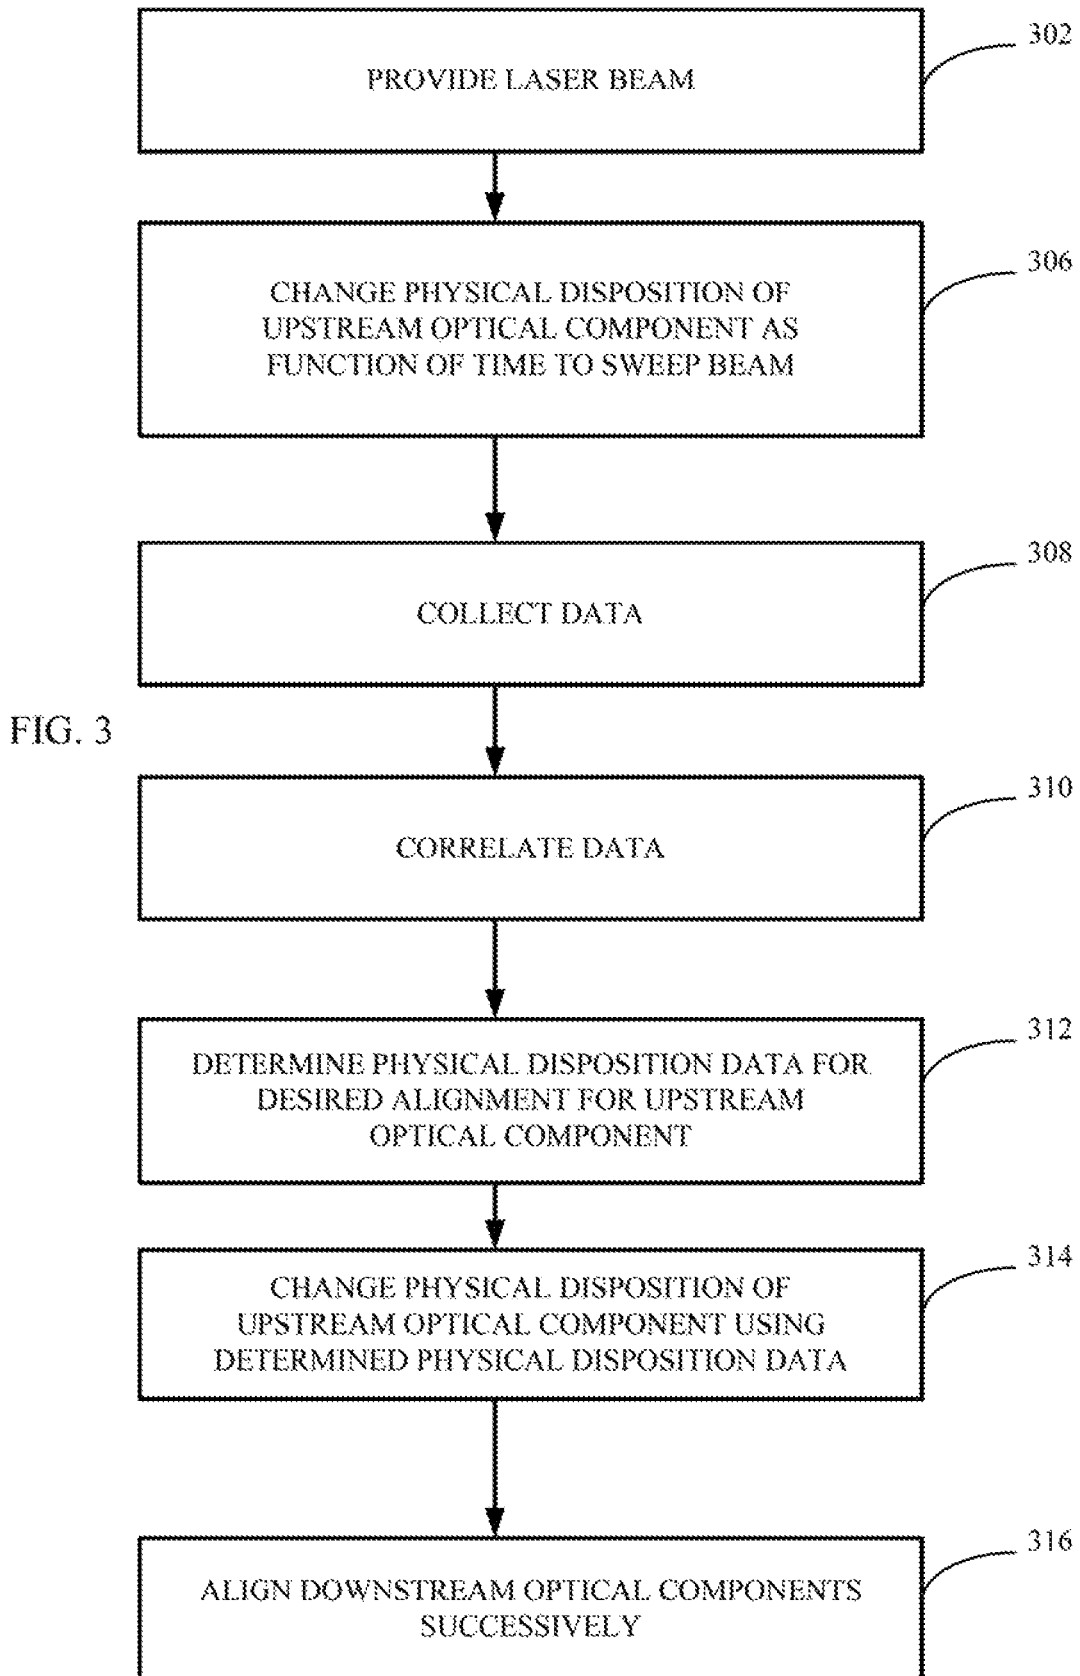 302
PROVIDE LASER BEAM
306
CHANGE PHYSICAL DISPOSITION OF
UPSTREAM OPTICAL COMPONENT AS
FUNCTION OF TIME TO SWEEP BEAM
308
COLLECT DATA
FIG. 3
310
CORRELATE DATA
312
DETERMINE PHYSICAL DISPOSITION DATA FOR
DESIRED ALIGNMENT FOR UPSTREAM
OPTICAL COMPONENT
314
CHANGE PHYSICAL DISPOSITION OF
UPSTREAM OPTICAL COMPONENT USING
DETERMINED PHYSICAL DISPOSITION DATA
316
ALIGN DOWNSTREAM OPTICAL COMPONENTS
SUCCESSIVELY